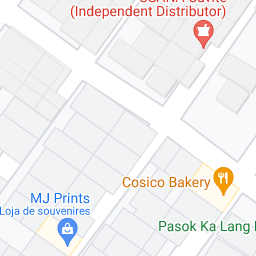 (Independent Distributor)
Cosico Bakery
MJ Prints
Loja de souvenires
Pasok Ka Lang